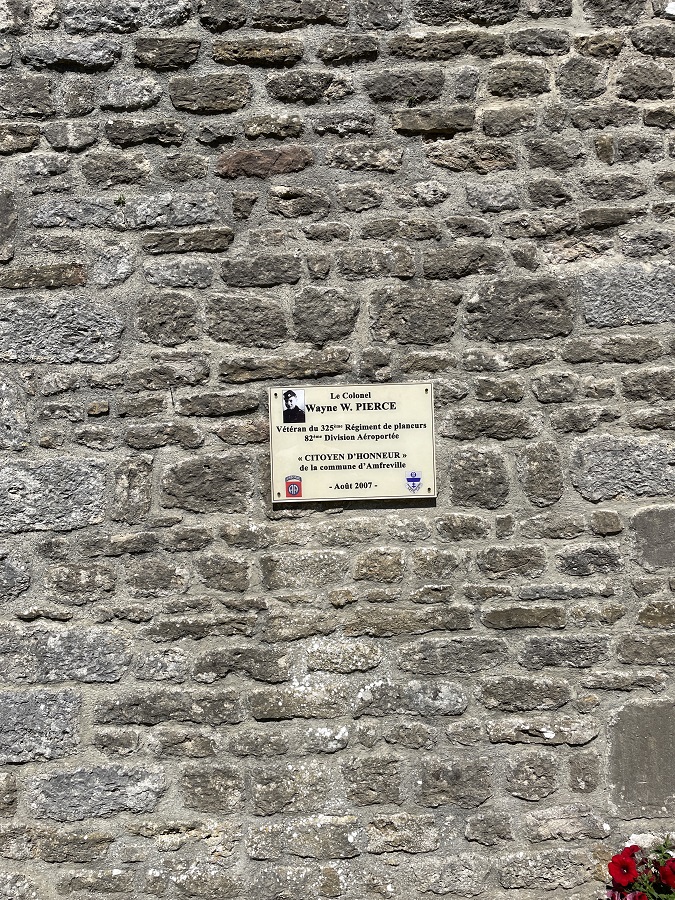 Le Colonel
Wayne W. PIERCE
Vétéran du 325ème Régiment de planeurs
82ème Division Aéroportée
« CITOYEN D'HONNEUR »
de la commune d'Amfreville
- Août 2007 -